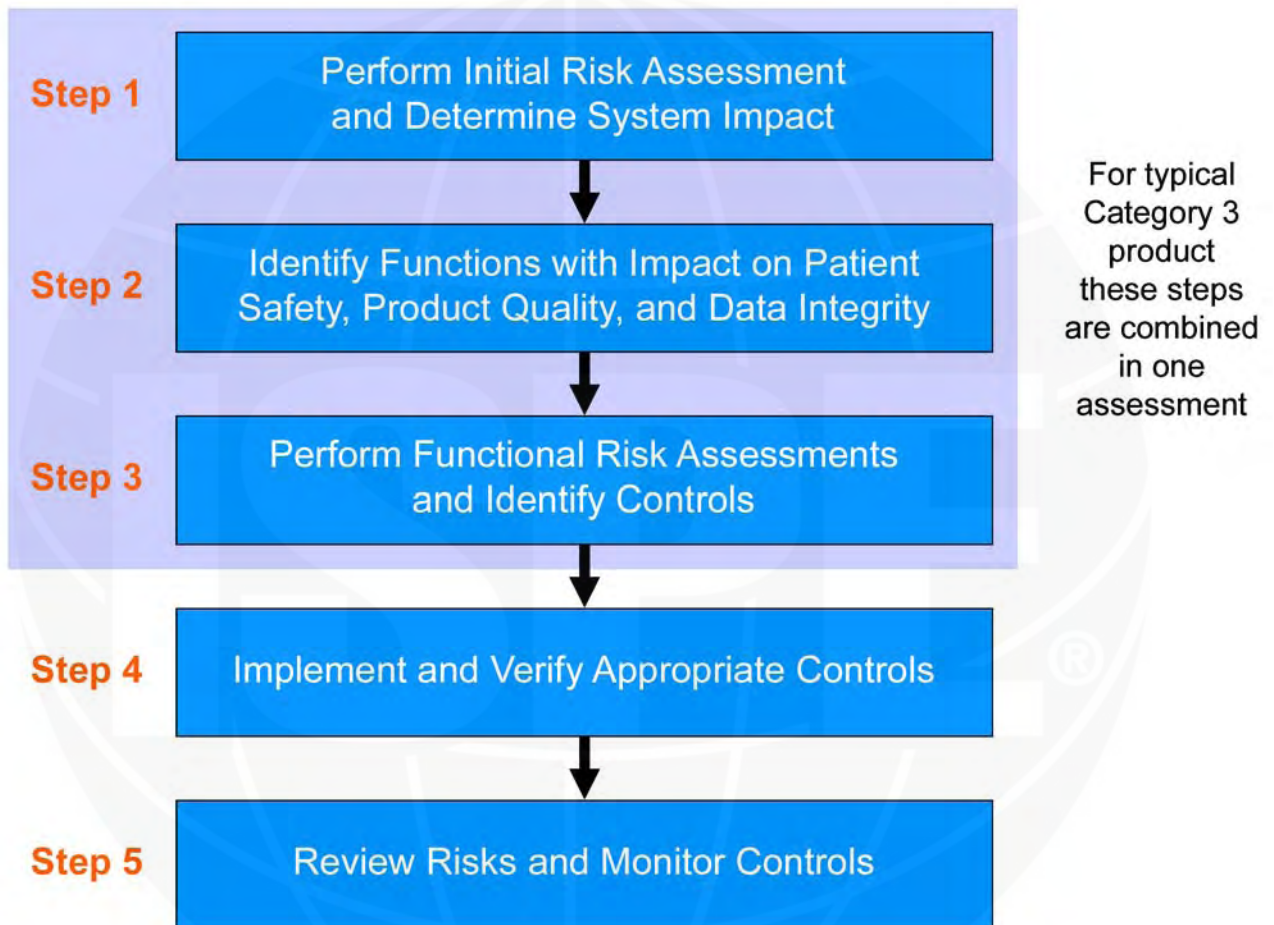 Step 1
Perform Initial Risk Assessment
and Determine System Impact
Step 2
Identify Functions with Impact on Patient
Safety, Product Quality, and Data Integrity
Step 3
Perform Functional Risk Assessments
and Identify Controls
For typical
Category 3
product
these steps
are combined
in one
assessment
Step 4
Implement and Verify Appropriate Controls
Step 5
Review Risks and Monitor Controls
ISPE
®